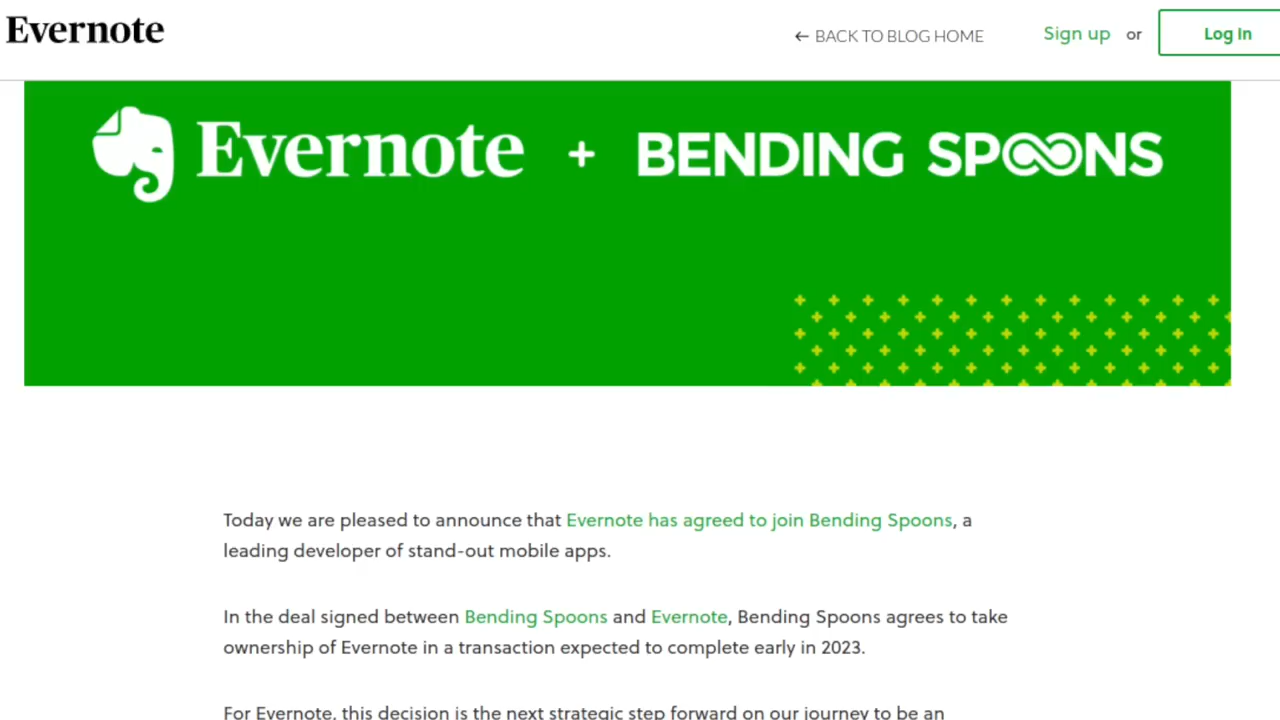 Evernote
← BACK TO BLOG HOME
Sign up or Log In
Evernote + BENDING SPOONS
Today we are pleased to announce that Evernote has agreed to join Bending Spoons, a
leading developer of stand-out mobile apps.
In the deal signed between Bending Spoons and Evernote, Bending Spoons agrees to take
ownership of Evernote in a transaction expected to complete early in 2023.
For Evernote, this decision is the next strategic step forward on our journey to be an